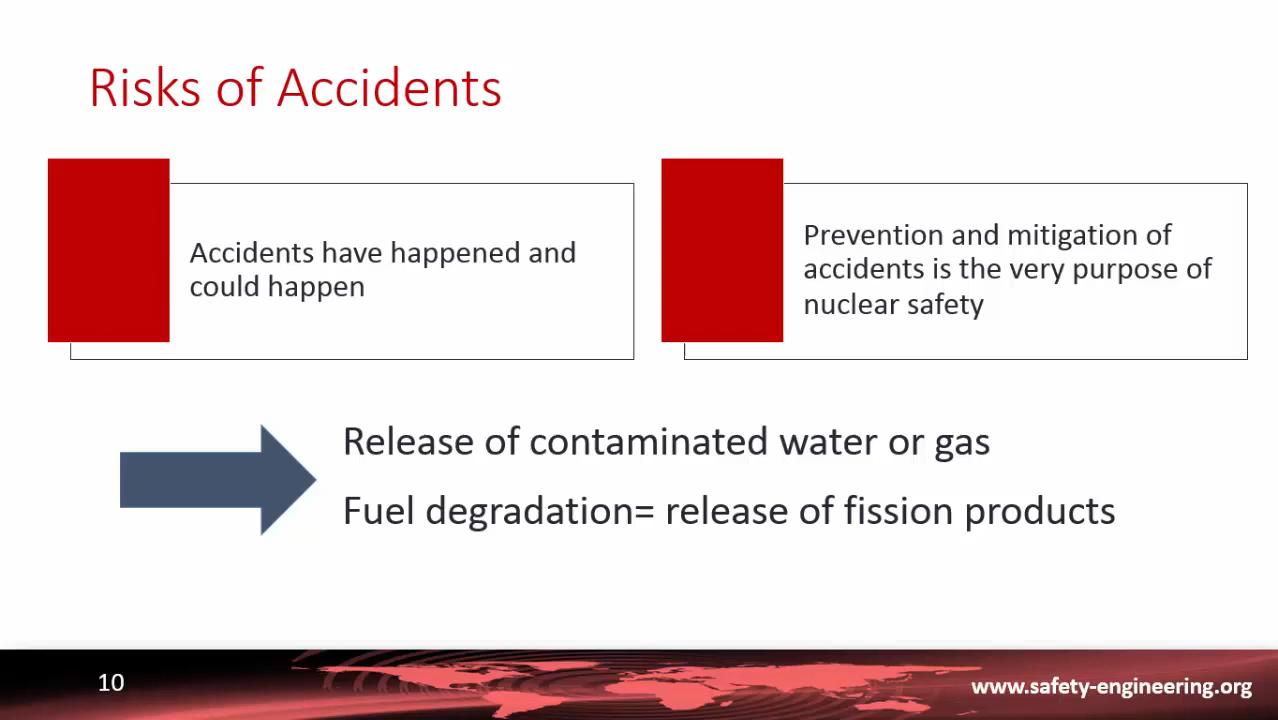 Risks of Accidents
Accidents have happened and
could happen
Prevention and mitigation of
accidents is the very purpose of
nuclear safety
Release of contaminated water or gas
Fuel degradation= release of fission products
10
www.safety-engineering.org